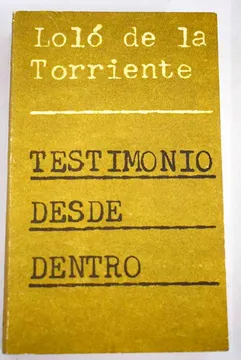 Loló de la
Torriente
TESTIMONIO
DESDE
DENTRO